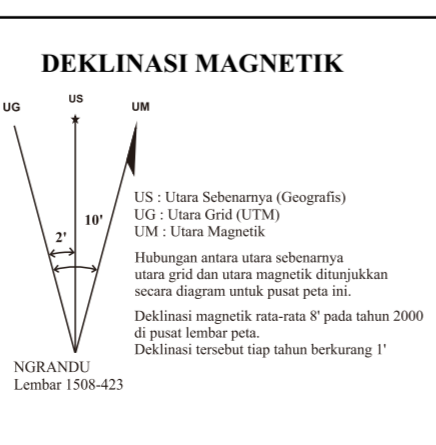 DEKLINASI MAGNETIK
UG
US
UM
10'
2'
US : Utara Sebenarnya (Geografis)
UG : Utara Grid (UTM)
UM : Utara Magnetik
Hubungan antara utara sebenarnya
utara grid dan utara magnetik ditunjukkan
secara diagram untuk pusat peta ini.
Deklinasi magnetik rata-rata 8' pada tahun 2000
di pusat lembar peta.
Deklinasi tersebut tiap tahun berkurang 1'
NGRANDU
Lembar 1508-423